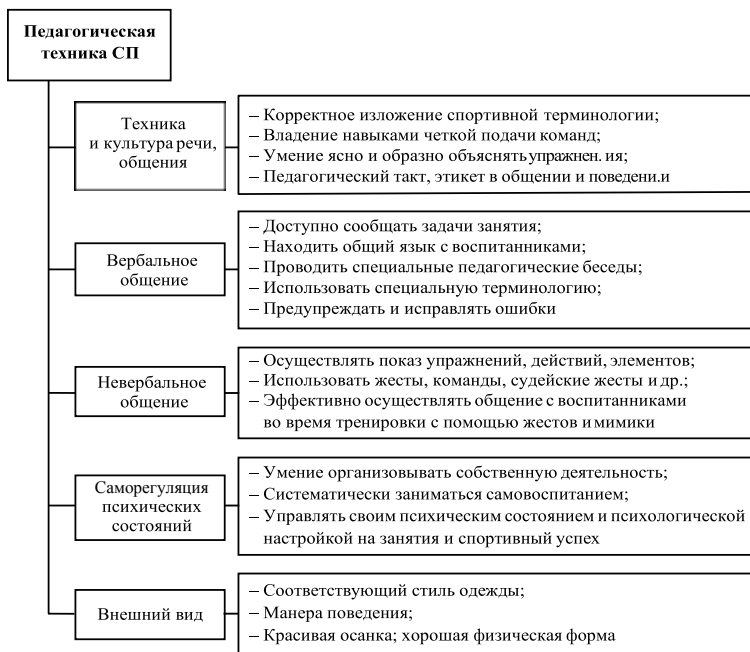 Педагогическая
техника СП
Техника
и культура речи,
общения
– Корректное изложение спортивной терминологии;
– Владение навыками четкой подачи команд;
– Умение ясно и образно объяснять упражнен. ия;
– Педагогический такт, этикет в общении и поведени.и
Вербальное
общение
– Доступно сообщать задачи занятия;
– Находить общий язык с воспитанниками;
– Проводить специальные педагогические беседы;
– Использовать специальную терминологию;
– Предупреждать и исправлять ошибки
Невербальное
общение
– Осуществлять показ упражнений, действий, элементов;
– Использовать жесты, команды, судейские жесты и др.;
– Эффективно осуществлять общение с воспитанниками
во время тренировки с помощью жестов и мимики
Саморегуляция
психических
состояний
– Умение организовывать собственную деятельность;
– Систематически заниматься самовоспитанием;
– Управлять своим психическим состоянием и психологической
настройкой на занятия и спортивный успех
Внешний вид
– Соответствующий стиль одежды;
– Манера поведения;
– Красивая осанка; хорошая физическая форма